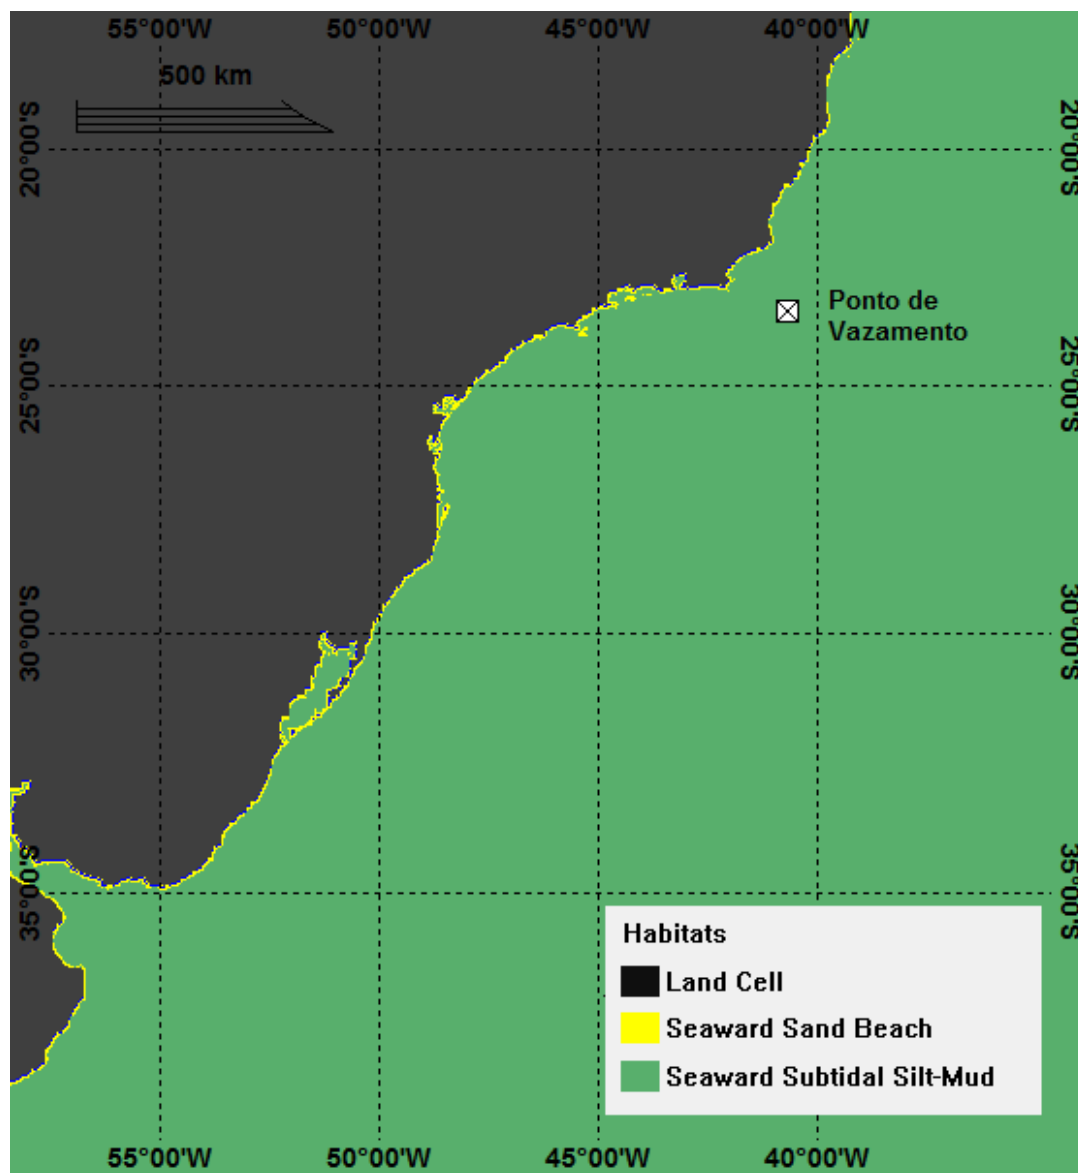 55°00'W 50°00'W 45°00'W 40°00'W
500 km
20°00'S 20°00'S
Ponto de
Vazamento
25°00'S 25°00'S
30°00'S 30°00'S
35°00'S 35°00'S
Habitats
Land Cell
Seaward Sand Beach
Seaward Subtidal Silt-Mud
55°00'W 50°00'W 45°00'W 40°00'W